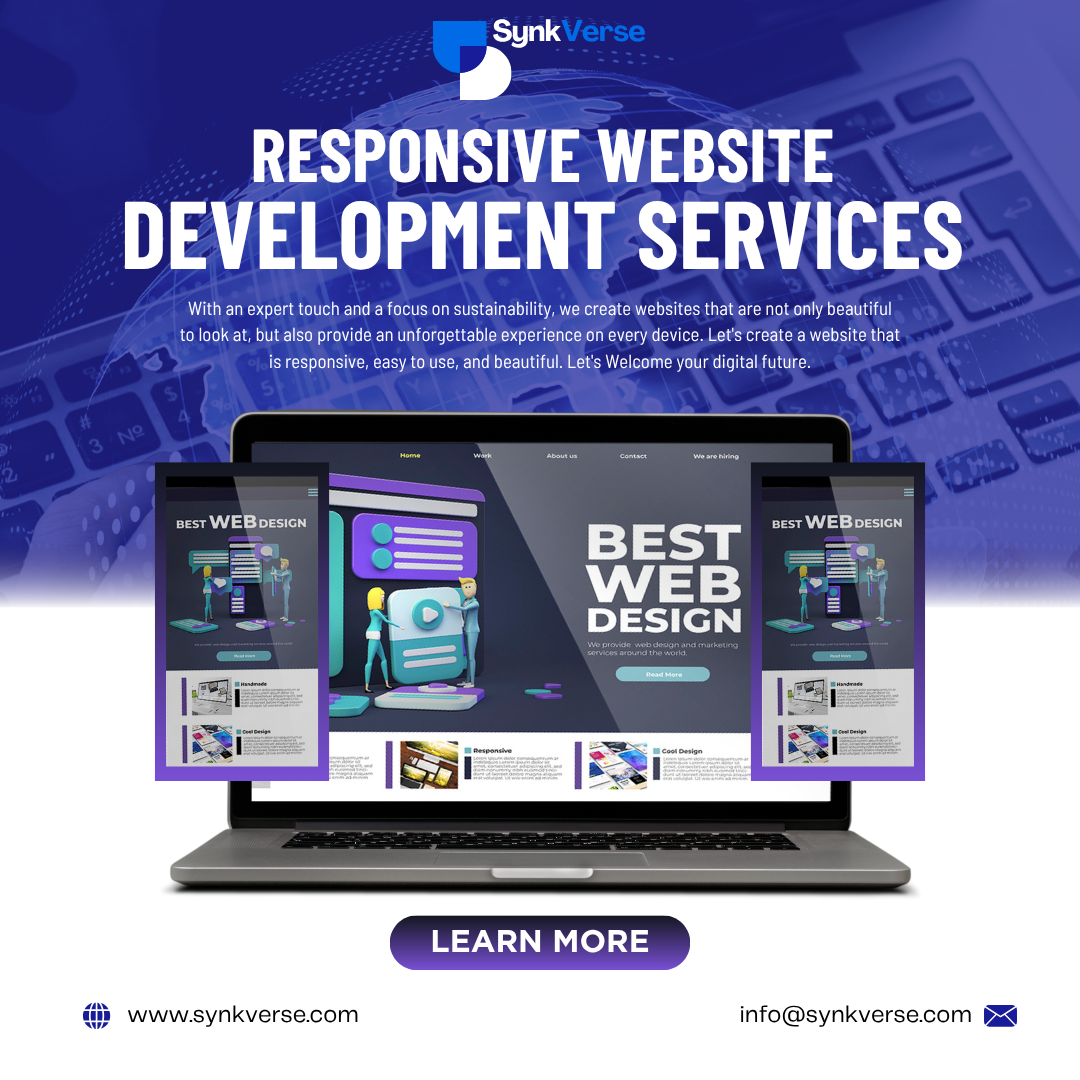 SynkVerse
RESPONSIVE WEBSITE
DEVELOPMENT SERVICES
With an expert touch and a focus on sustainability, we create websites that are not only beautiful
to look at, but also provide an unforgettable experience on every device. Let's create a website that
is responsive, easy to use, and beautiful. Let's Welcome your digital future.
Home Work About us Contact We are hiring
BEST WEB DESIGN
Read more
Handmade
Cool Design
BEST
WEB
DESIGN
We provide web design and marketing
services around the world.
Read More
Responsive
Cool Design
BEST WEB DESIGN
Read more
Handmade
Cool Design
3 №
LEARN MORE
www.synkverse.com
info@synkverse.com